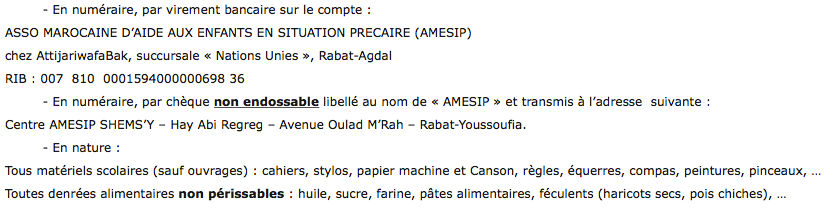 - En numéraire, par virement bancaire sur le compte :
ASSO MAROCAINE D’AIDE AUX ENFANTS EN SITUATION PRECAIRE (AMESIP)
chez AttijariwafaBak, succursale « Nations Unies », Rabat-Agdal
RIB : 007  810  0001594000000698 36
- En numéraire, par chèque non endossable libellé au nom de « AMESIP » et transmis à l’adresse  suivante :
Centre AMESIP SHEMS’Y – Hay Abi Regreg – Avenue Oulad M’Rah – Rabat-Youssoufia.
- En nature :
Tous matériels scolaires (sauf ouvrages) : cahiers, stylos, papier machine et Canson, règles, équerres, compas, peintures, pinceaux, …
Toutes denrées alimentaires non périssables : huile, sucre, farine, pâtes alimentaires, féculents (haricots secs, pois chiches), …